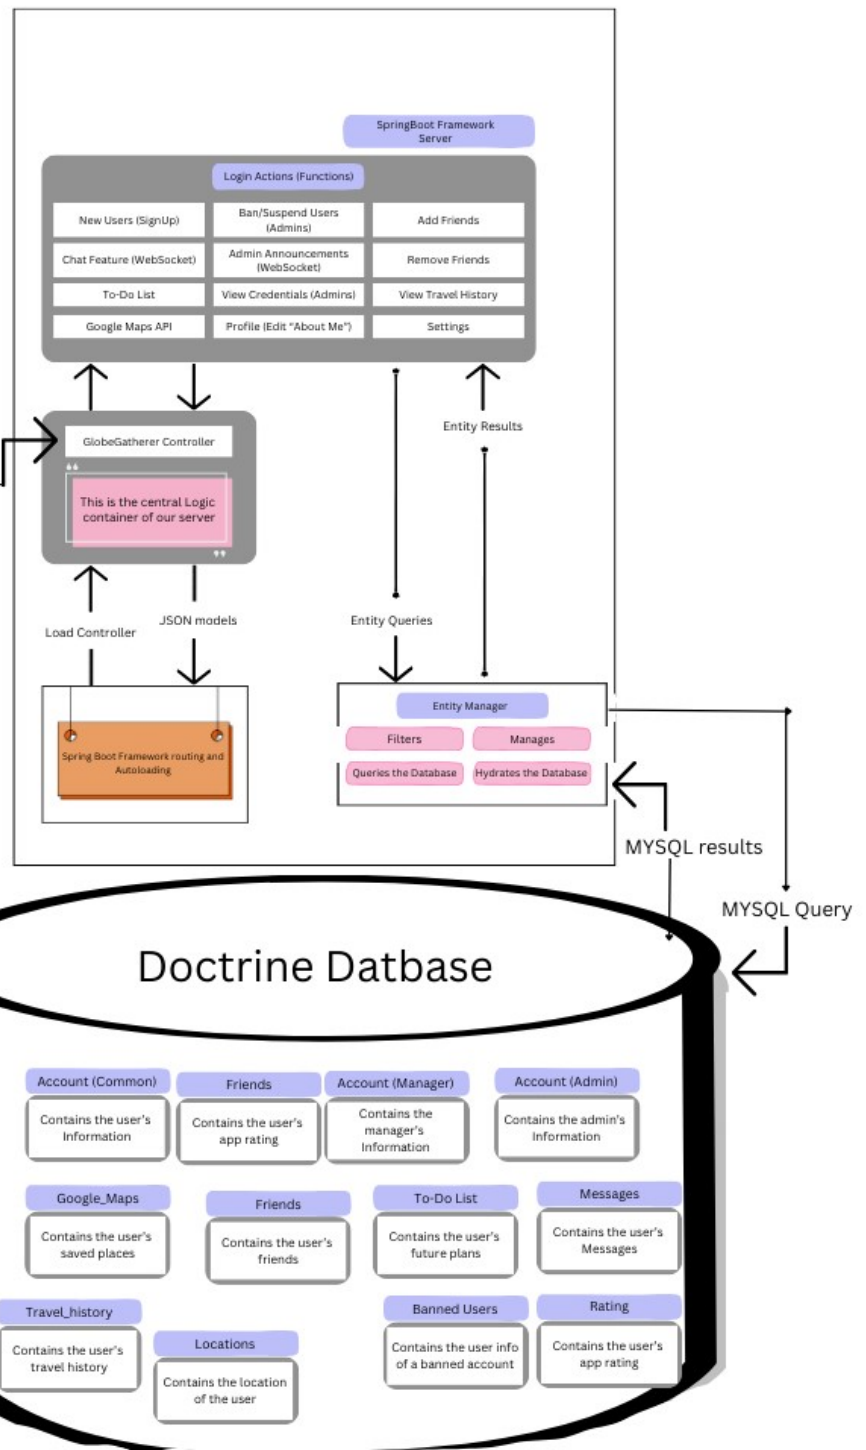 SpringBoot Framework
Server
Login Actions (Functions)
New Users (SignUp)
Ban/Suspend Users
(Admins)
Add Friends
Chat Feature (WebSocket)
Admin Announcements
(WebSocket)
Remove Friends
To-Do List
View Credentials (Admins)
View Travel History
Google Maps API
Profile (Edit "About Me")
Settings
Entity Results
GlobeGatherer Controller
“
This is the central Logic
container of our server
”
Load Controller
JSON models
Entity Queries
Spring Boot Framework routing and
Autoloading
Entity Manager
Filters
Manages
Queries the Database
Hydrates the Database
MYSQL results
MYSQL Query
Doctrine Datbase
Account (Common)
Contains the user's
Information
Friends
Contains the user's
app rating
Account (Manager)
Contains the
manager's
Information
Account (Admin)
Contains the admin's
Information
Google_Maps
Contains the user's
saved places
Friends
Contains the user's
friends
To-Do List
Contains the user's
future plans
Messages
Contains the user's
Messages
Travel_history
Contains the user's
travel history
Locations
Contains the location
of the user
Banned Users
Contains the user info
of a banned account
Rating
Contains the user's
app rating